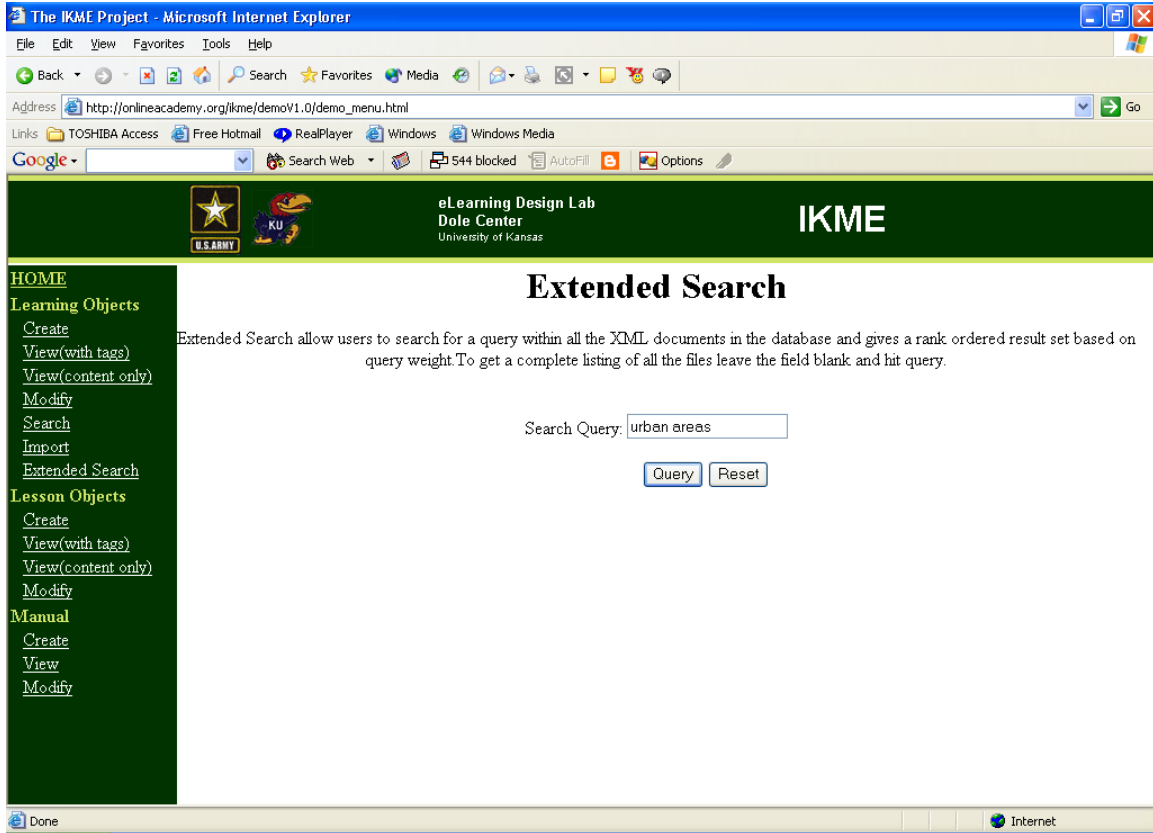 The IKME Project - Microsoft Internet Explorer
File Edit View Favorites Tools Help
Back Search Favorites Media
Address http://onlineacademy.org/ikme/demoV1.0/demo_menu.html Go
Links TOSHIBA Access Free Hotmail RealPlayer Windows Windows Media
Google Search Web 544 blocked AutoFill Options
U.S.ARMY
KU
eLearning Design Lab
Dole Center
University of Kansas
IKME
HOME
Learning Objects
Create
View(with tags)
View(content only)
Modify
Search
Import
Extended Search
Lesson Objects
Create
View(with tags)
View(content only)
Modify
Manual
Create
View
Modify
Extended Search
Extended Search allow users to search for a query within all the XML documents in the database and gives a rank ordered result set based on
query weight.To get a complete listing of all the files leave the field blank and hit query.
Search Query: urban areas
Query Reset
Done Internet